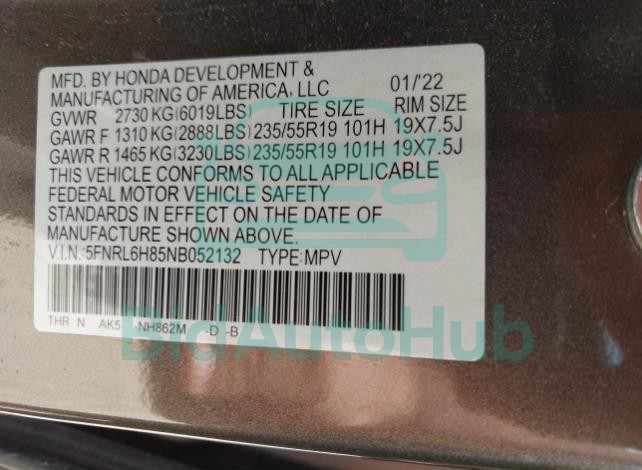 MFD. BY HONDA DEVELOPMENT &
MANUFACTURING OF AMERICA, LLC 01/'22
GVWR 2730 KG (6019LBS) TIRE SIZE RIM SIZE
GAWR F 1310 KG (2888LBS) 235/55R19 101H 19X7.5J
GAWR R 1465 KG (3230LBS) 235/55R19 101H 19X7.5J
THIS VEHICLE CONFORMS TO ALL APPLICABLE
FEDERAL MOTOR VEHICLE SAFETY
STANDARDS IN EFFECT ON THE DATE OF
MANUFACTURE SHOWN ABOVE.
V.I.N. 5FNRL6H85NB052132 TYPE:MPV
THR N AK5 -NH862M -D -B
BidAutoHub